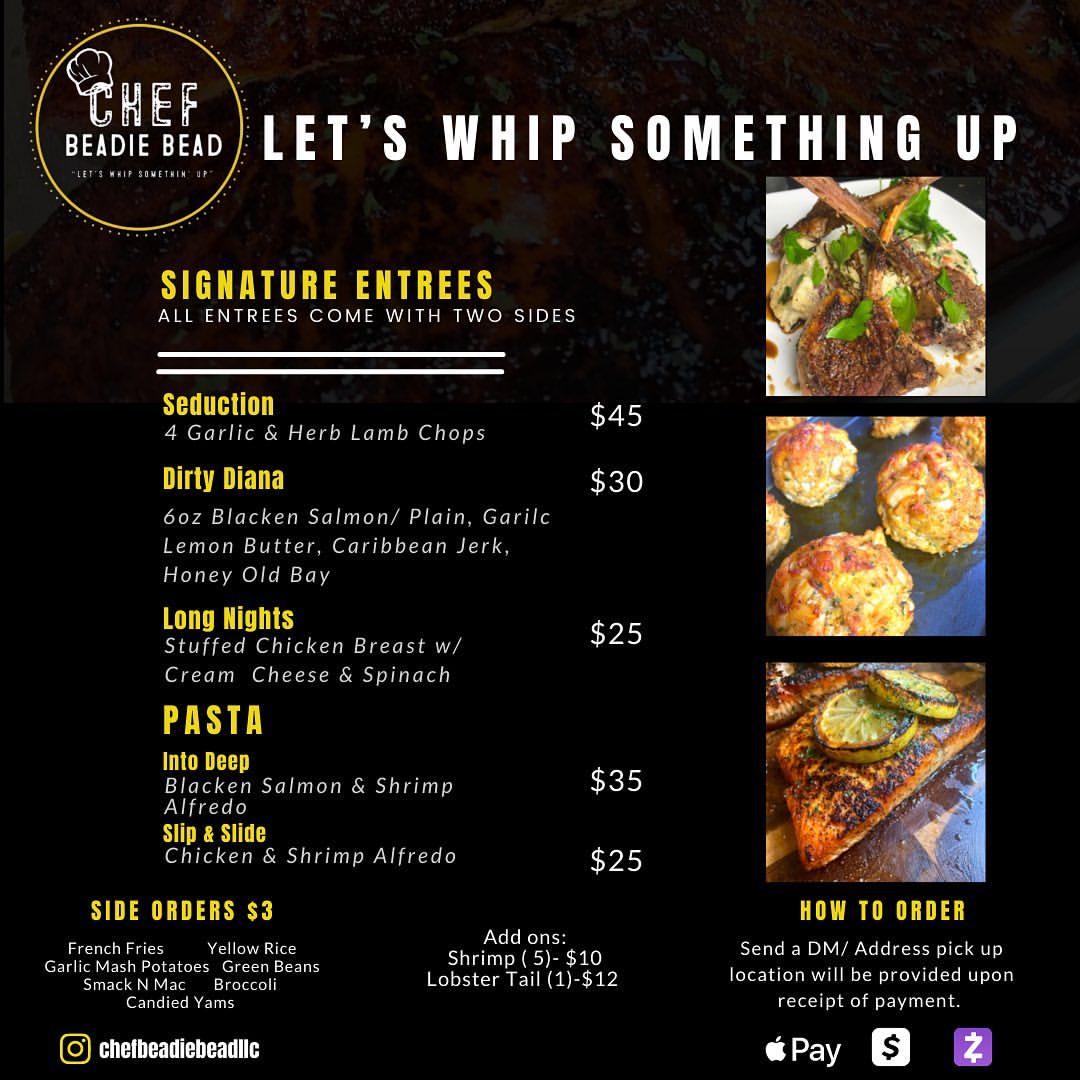 CHEF
BEADIE BEAD
"LET'S WHIP SOMETHIN' UP"
LET'S WHIP SOMETHING UP
SIGNATURE ENTREES
ALL ENTREES COME WITH TWO SIDES
Seduction
4 Garlic & Herb Lamb Chops
$45
Dirty Diana
$30
6oz Blacken Salmon/ Plain, Garilc
Lemon Butter, Caribbean Jerk,
Honey Old Bay
Long Nights
Stuffed Chicken Breast w/
Cream Cheese & Spinach
$25
PASTA
Into Deep
Blacken Salmon & Shrimp
Alfredo
$35
Slip & Slide
Chicken & Shrimp Alfredo
$25
SIDE ORDERS $3
French Fries Yellow Rice
Garlic Mash Potatoes Green Beans
Smack N Mac Broccoli
Candied Yams
Add ons:
Shrimp ( 5)- $10
Lobster Tail (1)-$12
HOW TO ORDER
Send a DM/ Address pick up
location will be provided upon
receipt of payment.
chefbeadiebeadllc
Pay $ Z